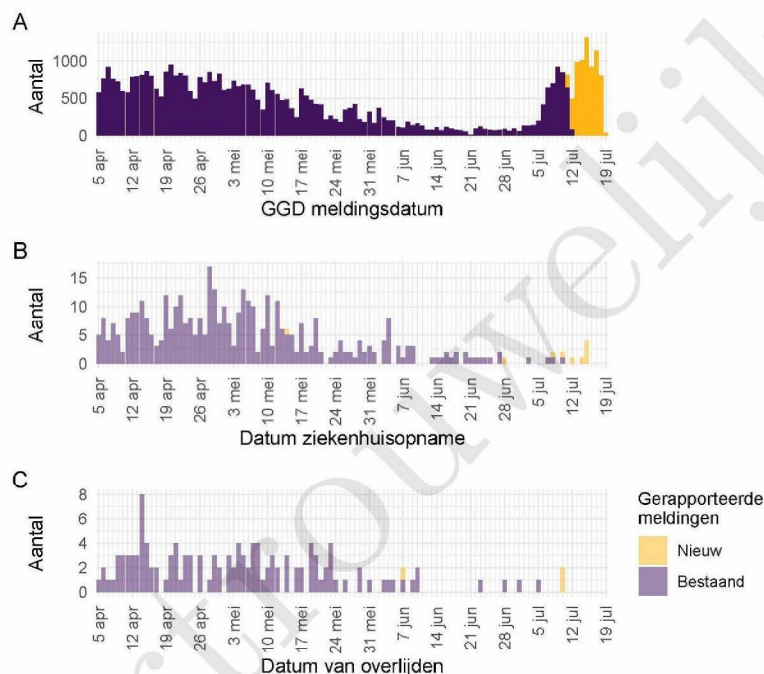 A
Aantal
1000
500
0
5 apr
12 apr
19 apr
26 apr
3 mei
10 mei
17 mei
24 mei
31 mei
7 jun
14 jun
21 jun
28 jun
5 jul
12 jul
19 jul
GGD meldingsdatum
B
Aantal
15
10
5
0
5 apr
12 apr
19 apr
26 apr
3 mei
10 mei
17 mei
24 mei
31 mei
7 jun
14 jun
21 jun
28 jun
5 jul
12 jul
19 jul
Datum ziekenhuisopname
C
Aantal
8
6
4
2
0
5 apr
12 apr
19 apr
26 apr
3 mei
10 mei
17 mei
24 mei
31 mei
7 jun
14 jun
21 jun
28 jun
5 jul
12 jul
19 jul
Datum van overlijden
Gerapporteerde
meldingen
Nieuw
Bestaand
rtrouwelijk